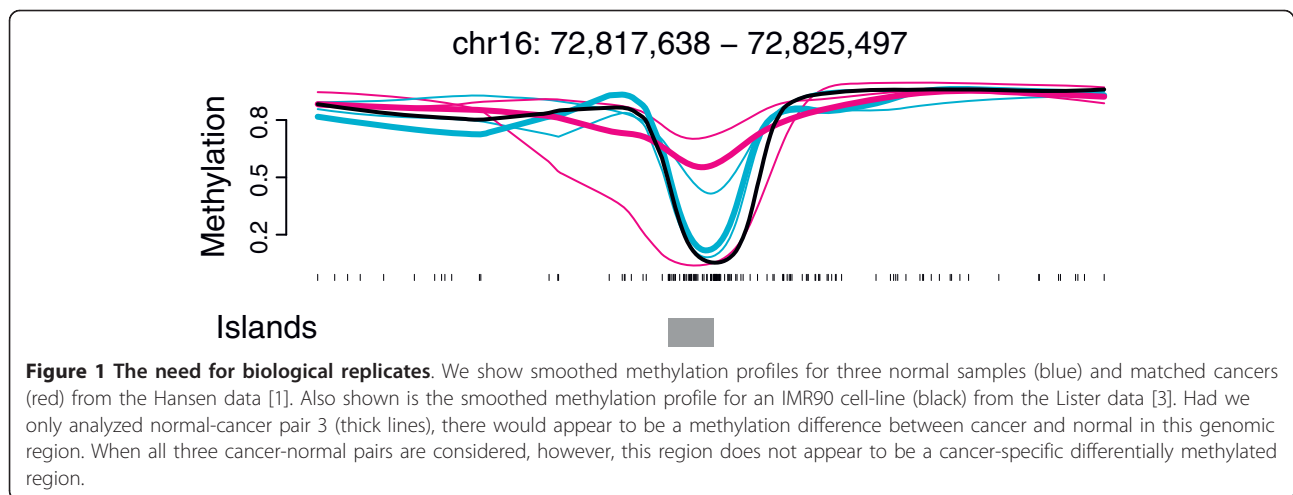 chr16: 72,817,638 – 72,825,497
Methylation
0.8
0.5
0.2
Islands
Figure 1 The need for biological replicates. We show smoothed methylation profiles for three normal samples (blue) and matched cancers
(red) from the Hansen data [1]. Also shown is the smoothed methylation profile for an IMR90 cell-line (black) from the Lister data [3]. Had we
only analyzed normal-cancer pair 3 (thick lines), there would appear to be a methylation difference between cancer and normal in this genomic
region. When all three cancer-normal pairs are considered, however, this region does not appear to be a cancer-specific differentially methylated
region.